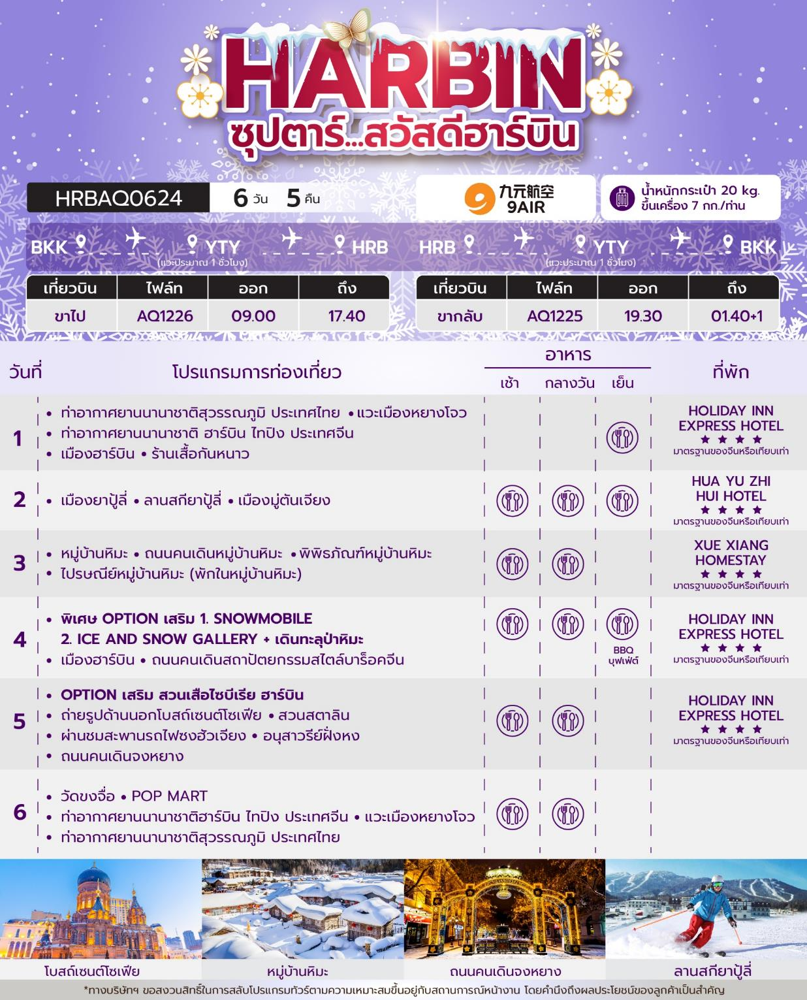 HARBIN
ซุปตาร์...สวัสดีฮาร์บิน
HRBAQ0624
6 วัน 5 คืน
九元航空
9AIR
น้ำหนักกระเป๋า 20 kg.
ขึ้นเครื่อง 7 กก./ท่าน
BKK YTY HRB
(แวะประมาณ 1 ชั่วโมง)
HRB YTY BKK
(แวะประมาณ 1 ชั่วโมง)
เที่ยวบิน ไฟล์ท ออก ถึง
ขาไป AQ1226 09.00 17.40
เที่ยวบิน ไฟล์ท ออก ถึง
ขากลับ AQ1225 19.30 01.40+1
วันที่ โปรแกรมการท่องเที่ยว อาหาร ที่พัก
เช้า กลางวัน เย็น
1
• ท่าอากาศยานนานาชาติสุวรรณภูมิ ประเทศไทย • แวะเมืองหยางโจว
• ท่าอากาศยานนานาชาติ ฮาร์บิน ไทปิง ประเทศจีน
• เมืองฮาร์บิน • ร้านเสื้อกันหนาว
HOLIDAY INN
EXPRESS HOTEL
★ ★ ★ ★
มาตรฐานของจีนหรือเทียบเท่า
2
• เมืองยาปู้ลี่ • ลานสกียาปู้ลี่ • เมืองมู่ตันเจียง
HUA YU ZHI
HUI HOTEL
★ ★ ★ ★
มาตรฐานของจีนหรือเทียบเท่า
3
• หมู่บ้านหิมะ • ถนนคนเดินหมู่บ้านหิมะ • พิพิธภัณฑ์หมู่บ้านหิมะ
• ไปรษณีย์หมู่บ้านหิมะ (พักในหมู่บ้านหิมะ)
XUE XIANG
HOMESTAY
★ ★ ★ ★
มาตรฐานของจีนหรือเทียบเท่า
4
• พิเศษ OPTION เสริม 1. SNOWMOBILE
2. ICE AND SNOW GALLERY + เดินทะลุป่าหิมะ
• เมืองฮาร์บิน • ถนนคนเดินสถาปัตยกรรมสไตล์บาร็อคจีน
BBQ
บุฟเฟ่ต์
HOLIDAY INN
EXPRESS HOTEL
★ ★ ★ ★
มาตรฐานของจีนหรือเทียบเท่า
5
• OPTION เสริม สวนเสือไซบีเรีย ฮาร์บิน
• ถ่ายรูปด้านนอกโบสถ์เซนต์โซเฟีย • สวนสตาลิน
• ผ่านชมสะพานรถไฟซงฮัวเจียง • อนุสาวรีย์ฝั่งหง
• ถนนคนเดินจงหยาง
HOLIDAY INN
EXPRESS HOTEL
★ ★ ★ ★
มาตรฐานของจีนหรือเทียบเท่า
6
• วัดขงจื่อ • POP MART
• ท่าอากาศยานนานาชาติฮาร์บิน ไทปิง ประเทศจีน • แวะเมืองหยางโจว
• ท่าอากาศยานนานาชาติสุวรรณภูมิ ประเทศไทย
โบสถ์เซนต์โซเฟีย หมู่บ้านหิมะ ถนนคนเดินจงหยาง ลานสกียาปู้ลี่
*ทางบริษัทฯ ขอสงวนสิทธิ์ในการสลับโปรแกรมทัวร์ตามความเหมาะสมขึ้นอยู่กับสถานการณ์หน้างาน โดยคำนึงถึงผลประโยชน์ของลูกค้าเป็นสำคัญ